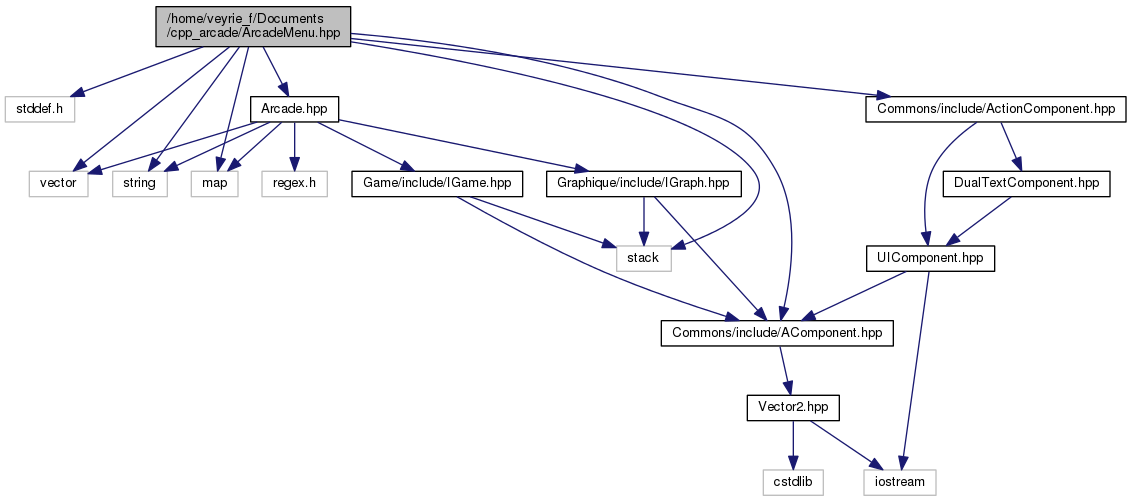 /home/veyrie_f/Documents
/cpp_arcade/ArcadeMenu.hpp
stddef.h
Arcade.hpp
Commons/include/ActionComponent.hpp
vector
string
map
regex.h
Game/include/IGame.hpp
Graphique/include/IGraph.hpp
DualTextComponent.hpp
stack
UIComponent.hpp
Commons/include/AComponent.hpp
Vector2.hpp
cstdlib
iostream